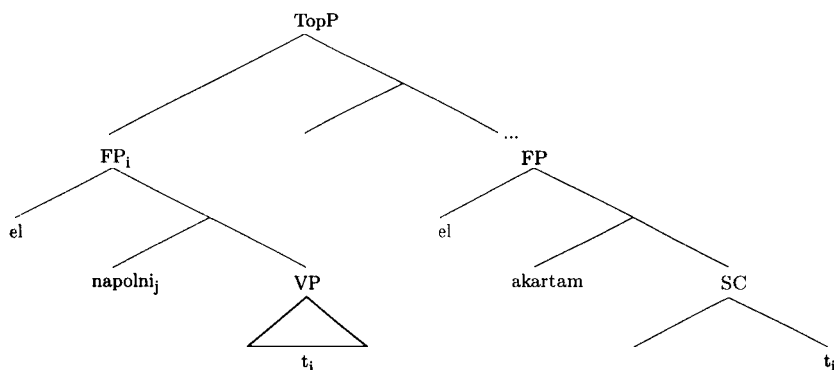 TopP
...
FPᵢ FP
el el
napolniⱼ VP akartam SC
tᵢ tᵢ